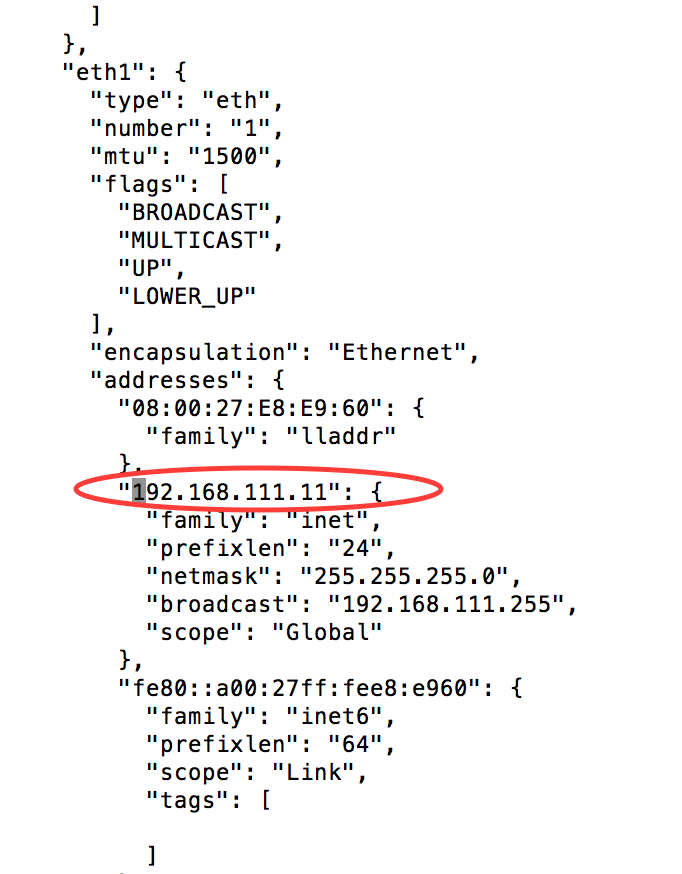 ]
},
"eth1": {
"type": "eth",
"number": "1",
"mtu": "1500",
"flags": [
"BROADCAST",
"MULTICAST",
"UP",
"LOWER_UP"
],
"encapsulation": "Ethernet",
"addresses": {
"08:00:27:E8:E9:60": {
"family": "lladdr"
},
"192.168.111.11": {
"family": "inet",
"prefixlen": "24",
"netmask": "255.255.255.0",
"broadcast": "192.168.111.255",
"scope": "Global"
},
"fe80::a00:27ff:fee8:e960": {
"family": "inet6",
"prefixlen": "64",
"scope": "Link",
"tags": [
]